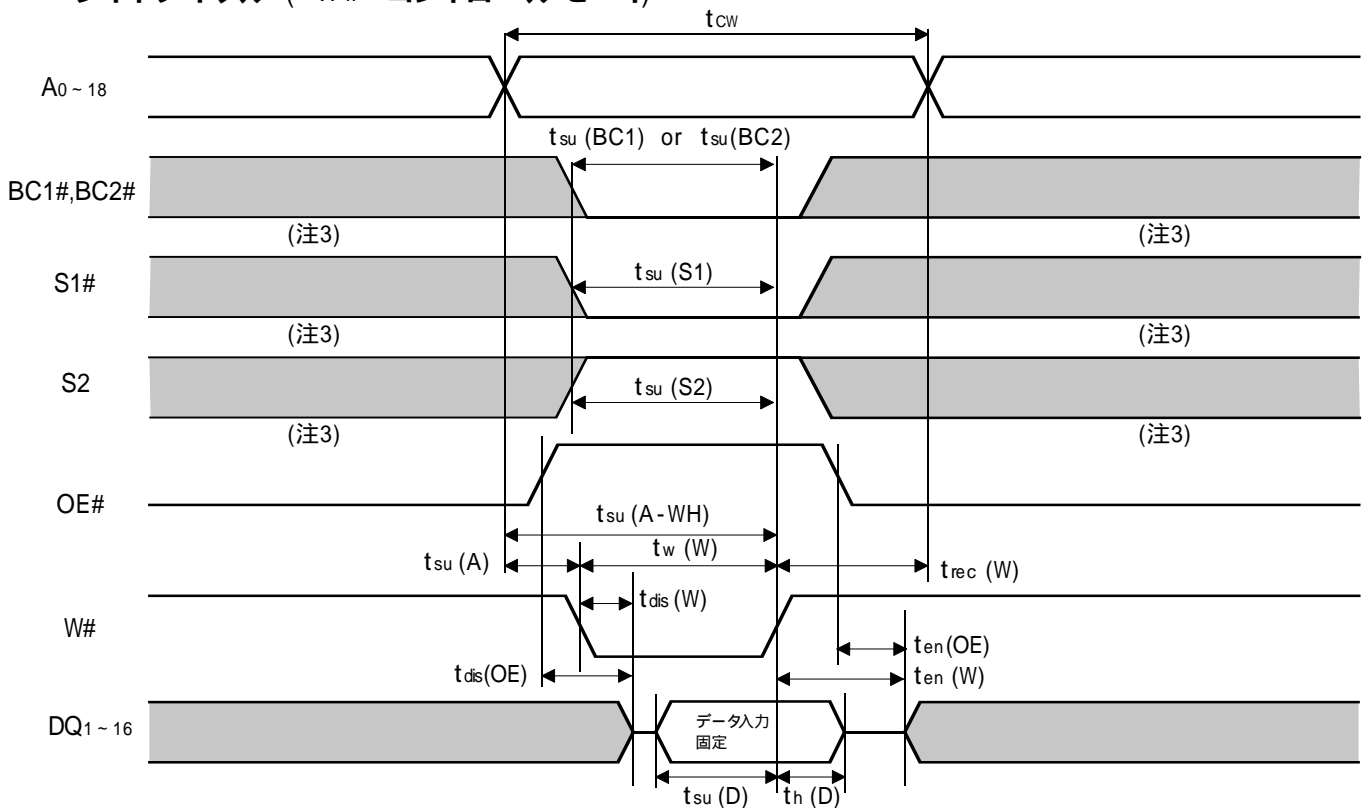 tcw
A0 ~ 18
tsu (BC1) or tsu(BC2)
BC1#,BC2#
(注3) (注3)
S1#
tsu (S1)
(注3) (注3)
S2
tsu (S2)
(注3) (注3)
OE#
tsu (A-WH)
tsu (A)
tw (W)
trec (W)
W#
tdis (W)
ten(OE)
tdis(OE)
ten (W)
DQ1 ~ 16
データ入力
固定
tsu (D)
th (D)